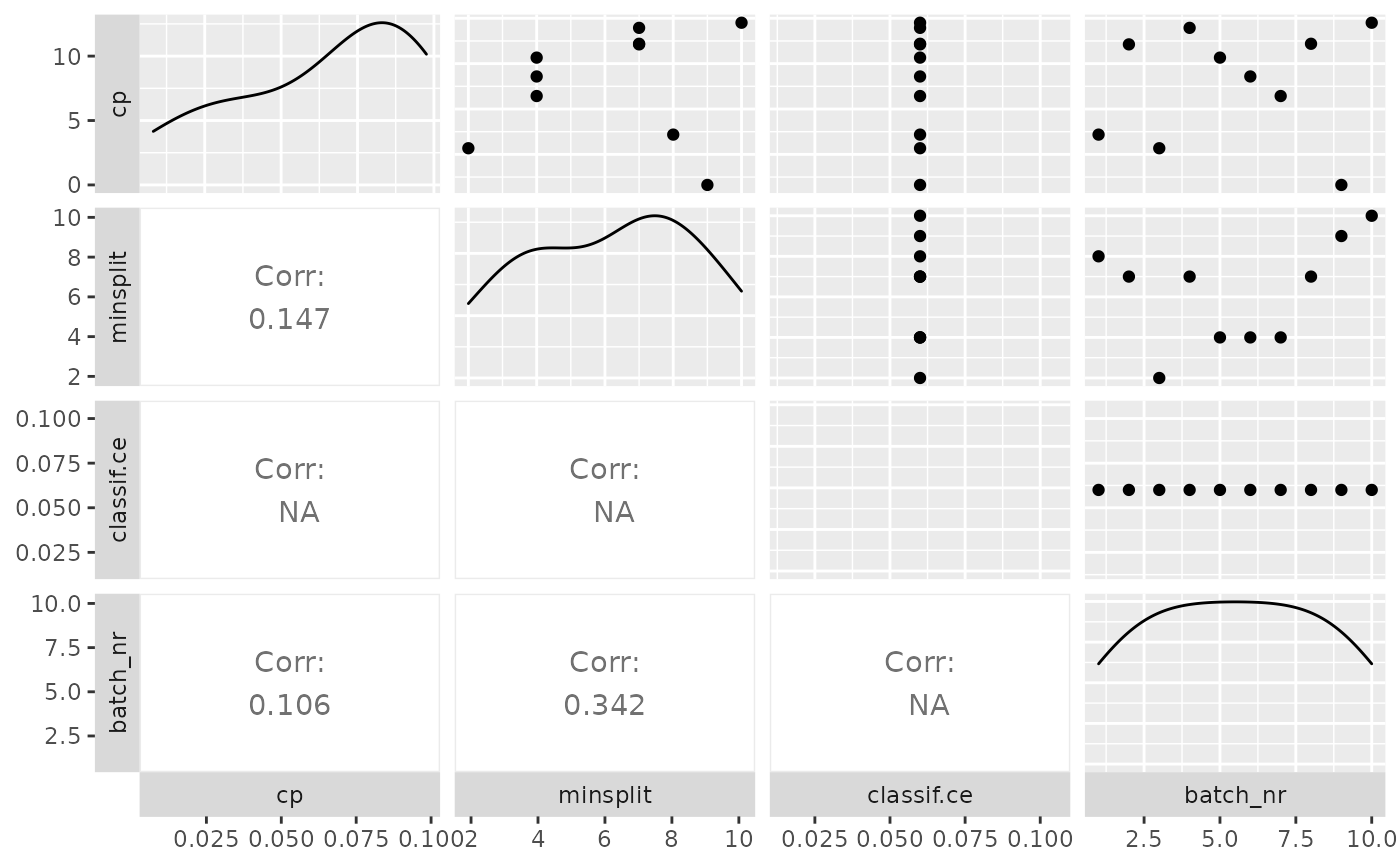 cp
10
5
0
minsplit
10
8
6
4
2
Corr:
0.147
classif.ce
0.100
0.075
0.050
0.025
Corr:
NA
Corr:
NA
batch_nr
10.0
7.5
5.0
2.5
Corr:
0.106
Corr:
0.342
Corr:
NA
cp minsplit classif.ce batch_nr
0.025 0.050 0.075 0.100 2 4 6 8 10 0.025 0.050 0.075 0.100 2.5 5.0 7.5 10.0